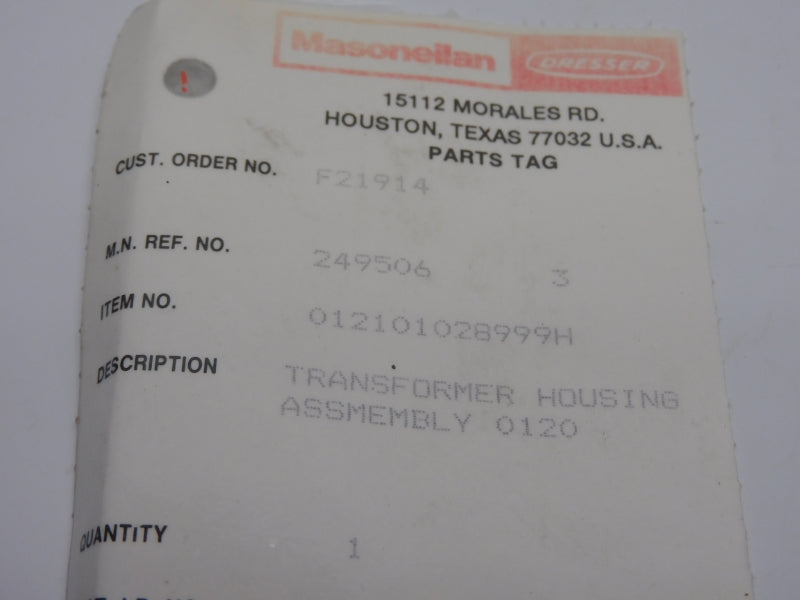 Masoneilan DRESSER
15112 MORALES RD.
HOUSTON, TEXAS 77032 U.S.A.
PARTS TAG
CUST. ORDER NO. F21914
M.N. REF. NO. 249506 3
ITEM NO. 012101028999H
DESCRIPTION TRANSFORMER HOUSING
ASSMEMBLY 0120
QUANTITY 1